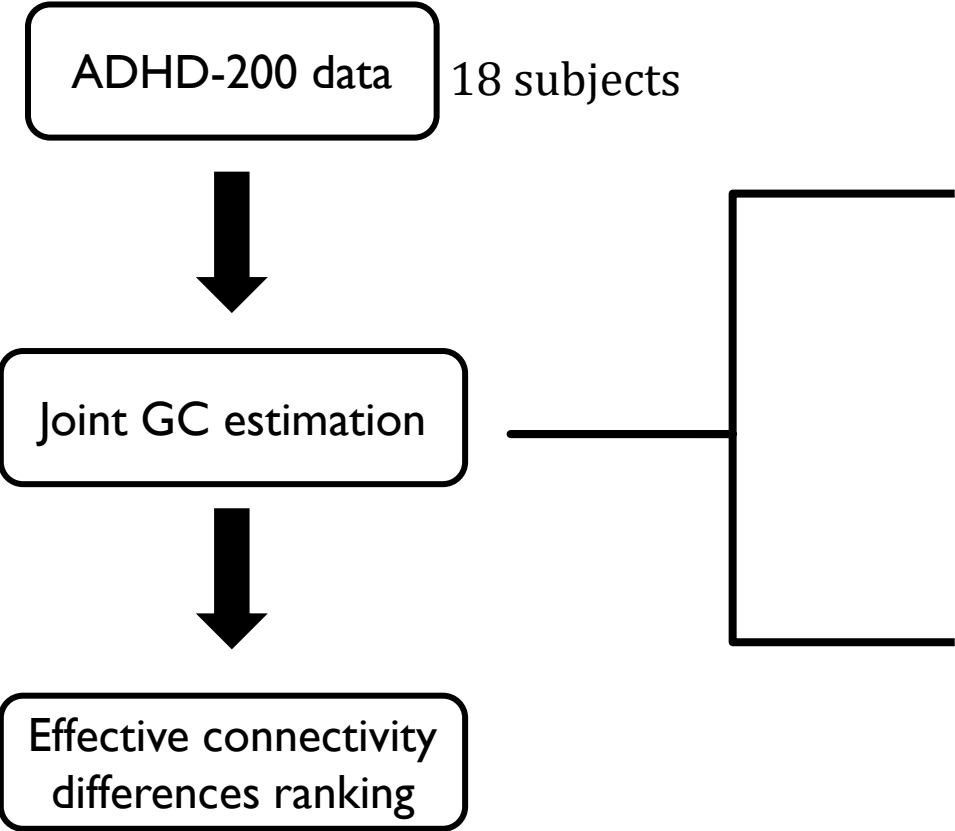 ADHD-200 data
18 subjects
Joint GC estimation
Effective connectivity
differences ranking